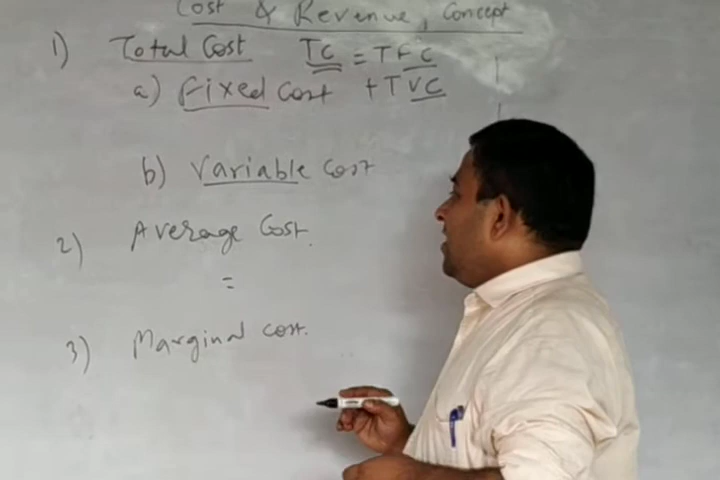 Cost & Revenue, Concept
1) Total Cost TC = TFC
a) Fixed Cost + TVC
b) Variable Cost
2) Average Cost.
=
3) Marginal cost.